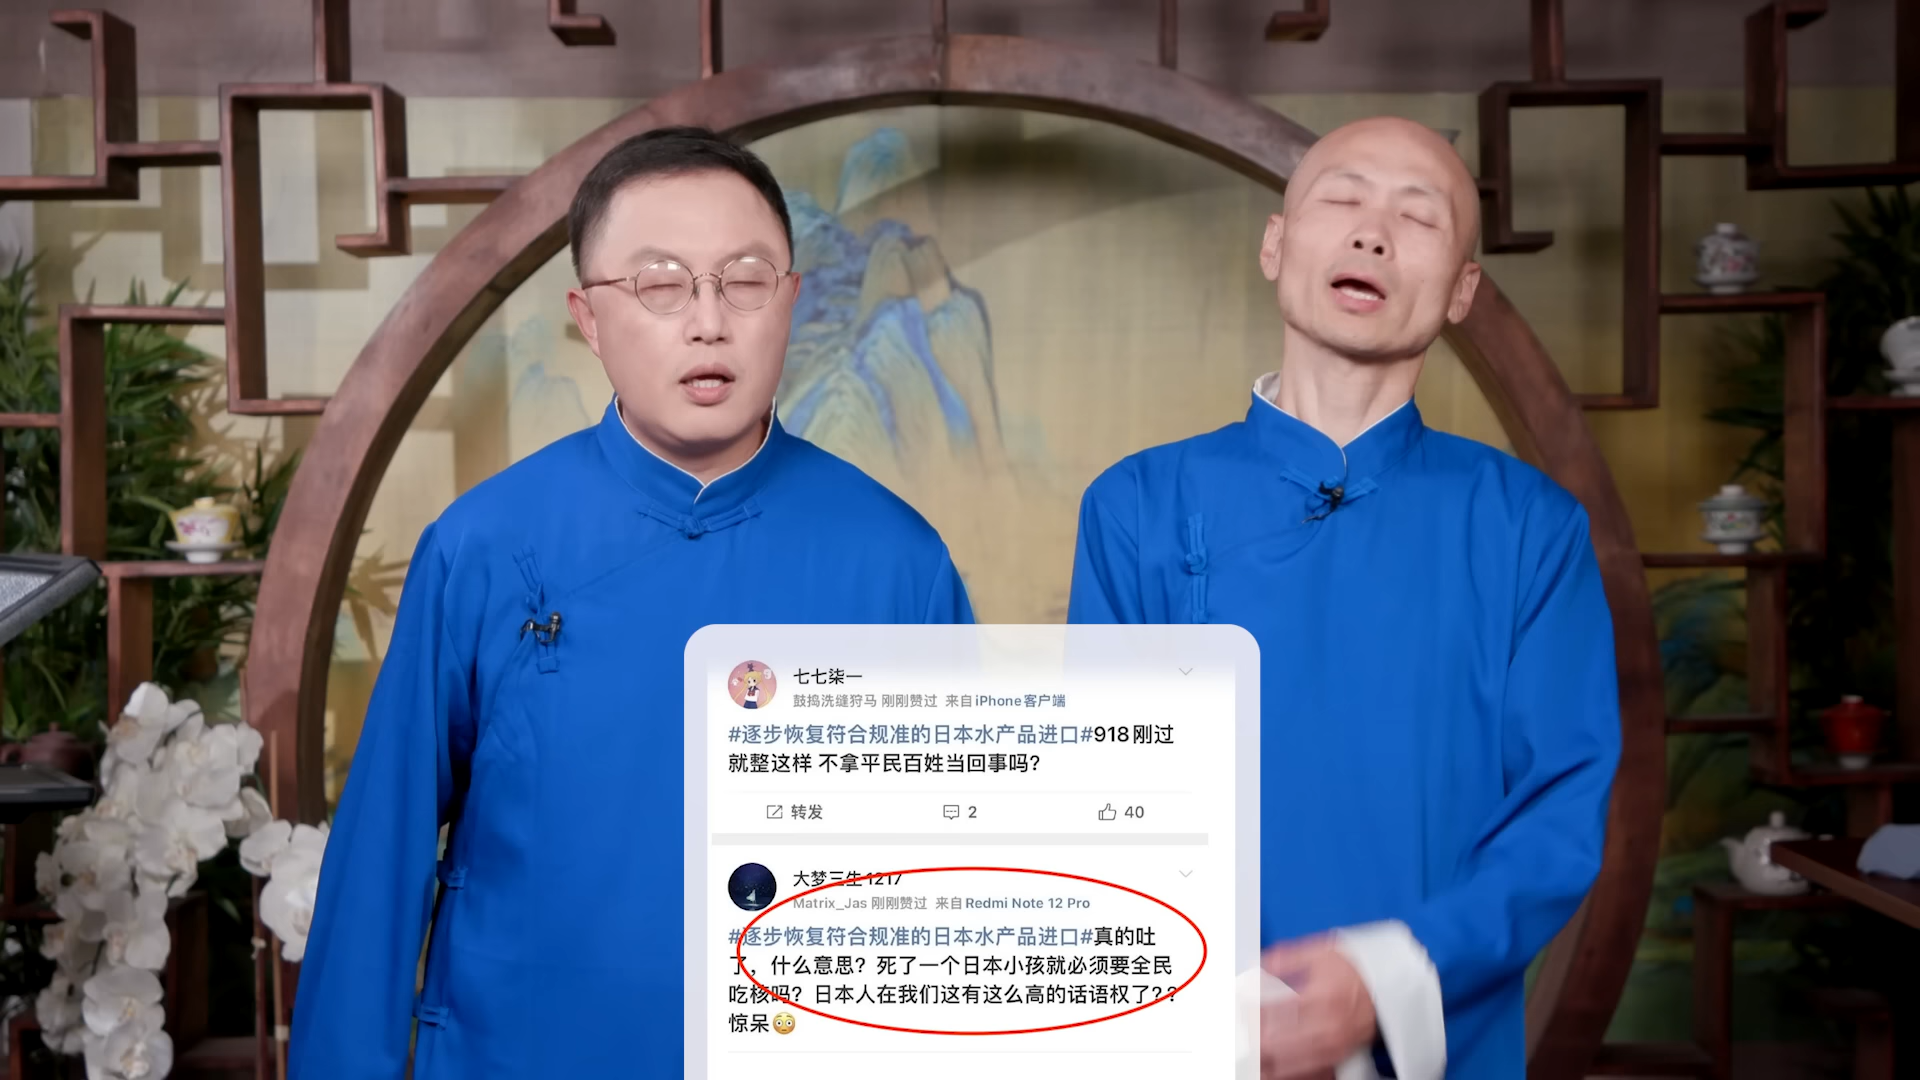 七七柒一
鼓捣洗缝狩马 刚刚赞过 来自iPhone客户端
#逐步恢复符合规准的日本水产品进口#918刚过
就整这样 不拿平民百姓当回事吗?
转发
2
40
大梦三生1217
Matrix_Jas 刚刚赞过 来自Redmi Note 12 Pro
#逐步恢复符合规准的日本水产品进口#真的吐
了，什么意思？死了一个日本小孩就必须要全民
吃核吗？日本人在我们这有这么高的话语权了？？
惊呆😳